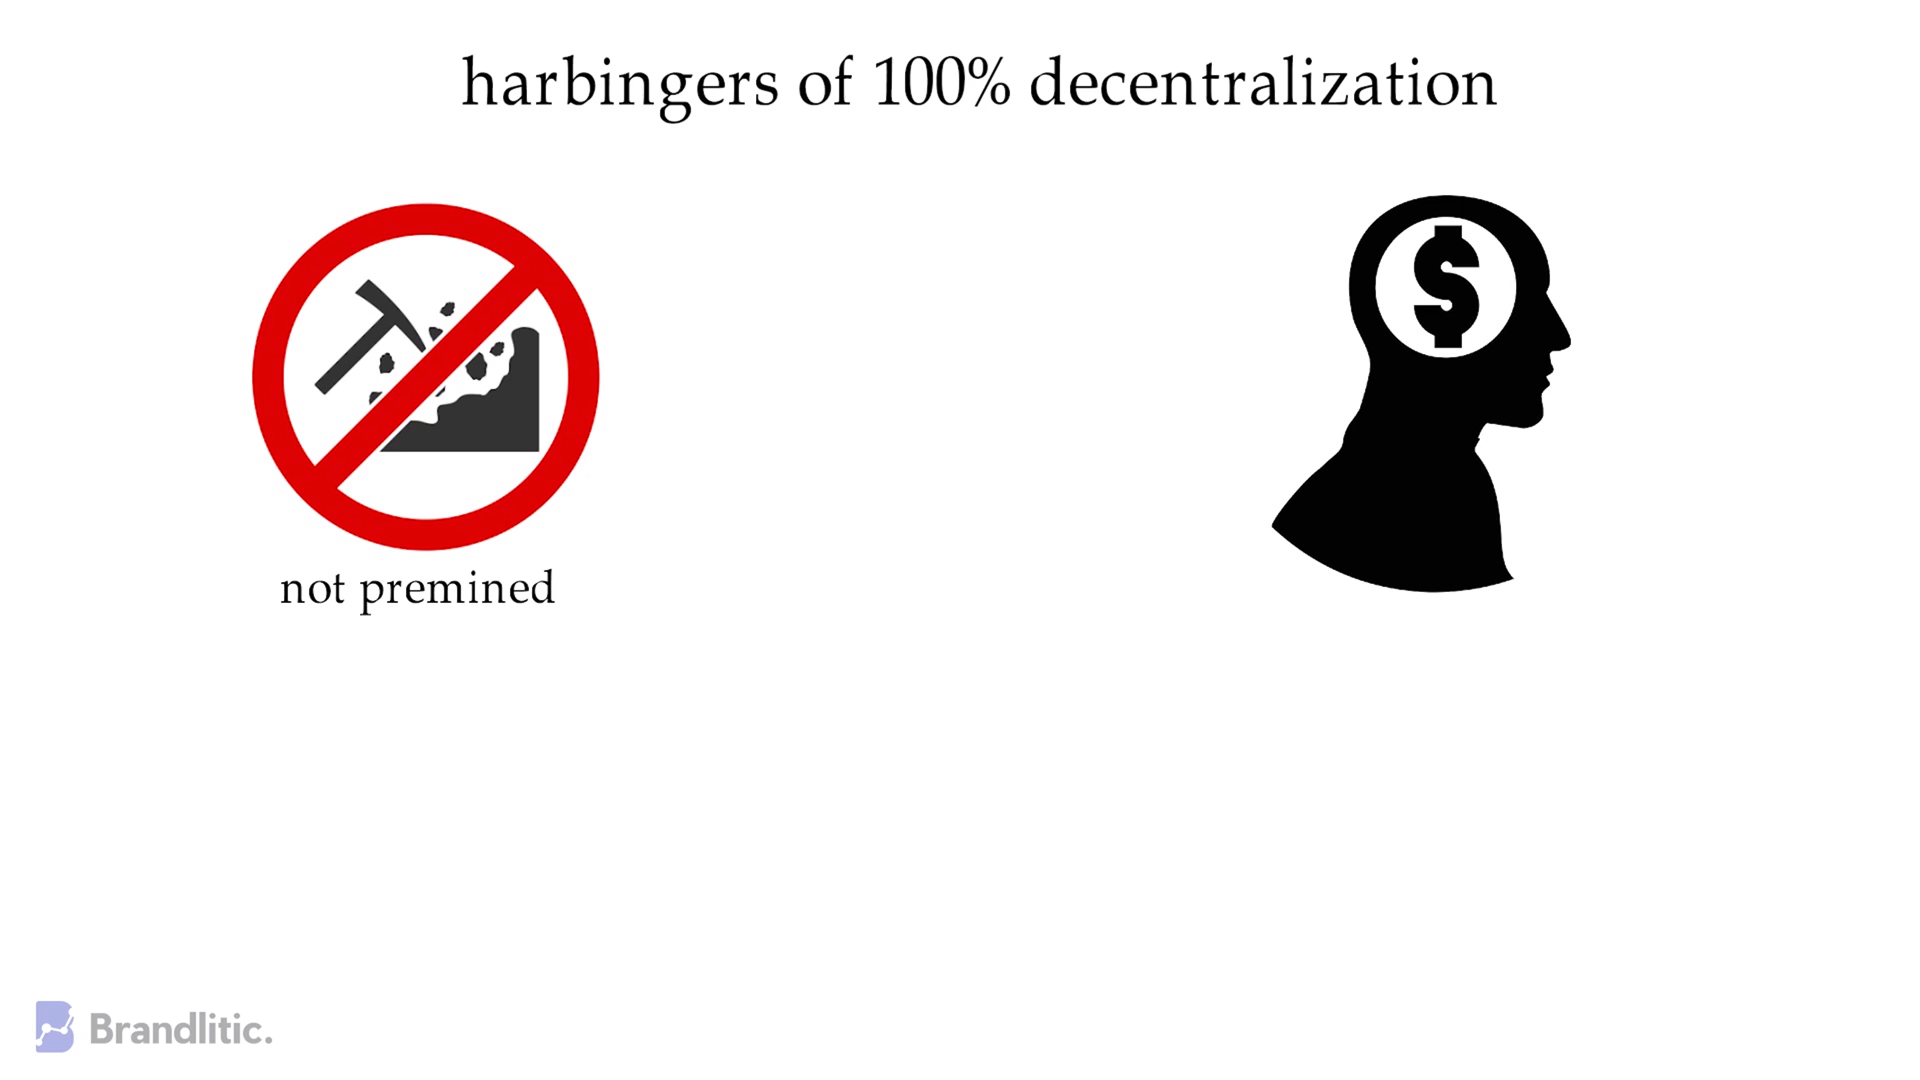 harbingers of 100% decentralization
$
not premined
Brandlitic.